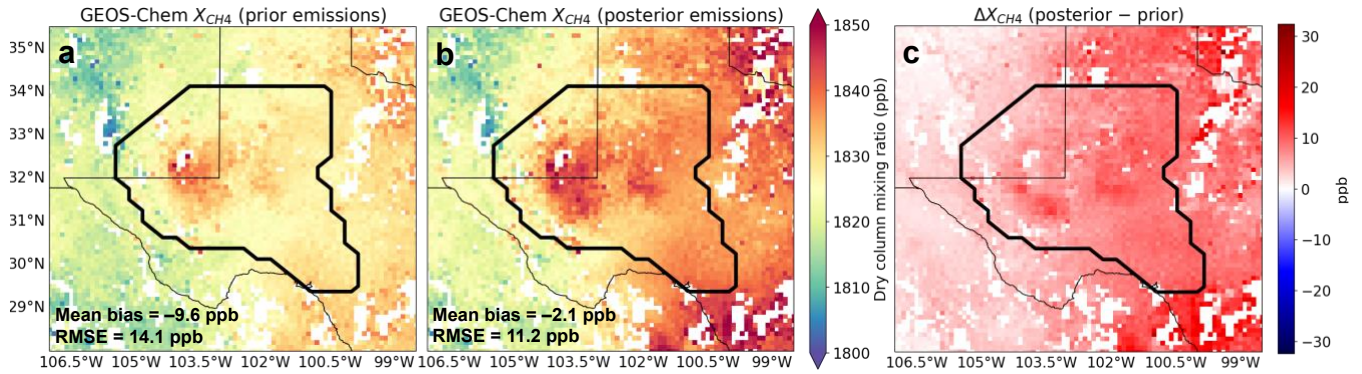 GEOS-Chem XCH4 (prior emissions)
GEOS-Chem XCH4 (posterior emissions)
ΔXCH4 (posterior − prior)
a
b
c
35°N
34°N
33°N
32°N
31°N
30°N
29°N
Mean bias = –9.6 ppb
RMSE = 14.1 ppb
Mean bias = –2.1 ppb
RMSE = 11.2 ppb
106.5°W 105°W 103.5°W 102°W 100.5°W 99°W
106.5°W 105°W 103.5°W 102°W 100.5°W 99°W
1850
1840
1830
1820
1810
1800
Dry column mixing ratio (ppb)
106.5°W 105°W 103.5°W 102°W 100.5°W 99°W
30
20
10
0
−10
−20
−30
ppb